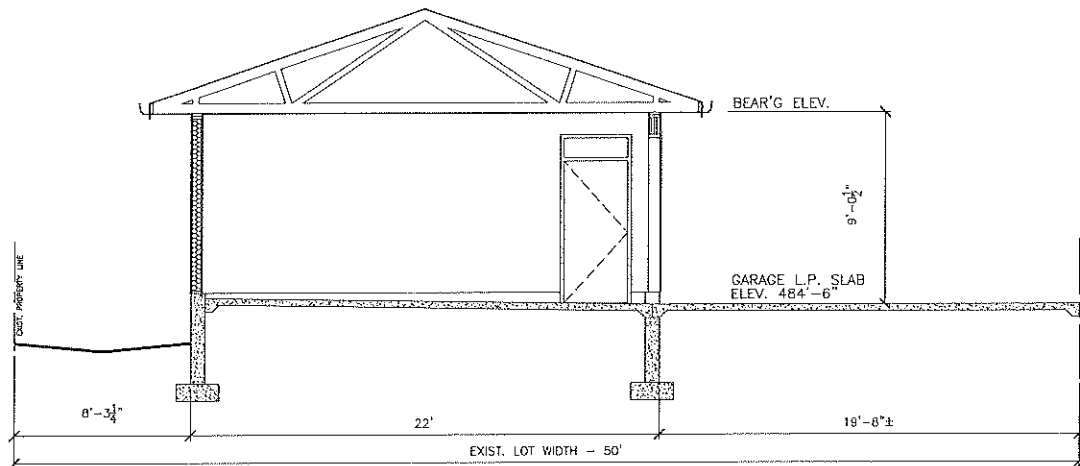 BEAR'G ELEV.
9'-0½"
GARAGE L.P. SLAB
ELEV. 484'-6"
EXIST. PROPERTY LINE
8'-3¼"
22'
19'-8"±
EXIST. LOT WIDTH - 50'